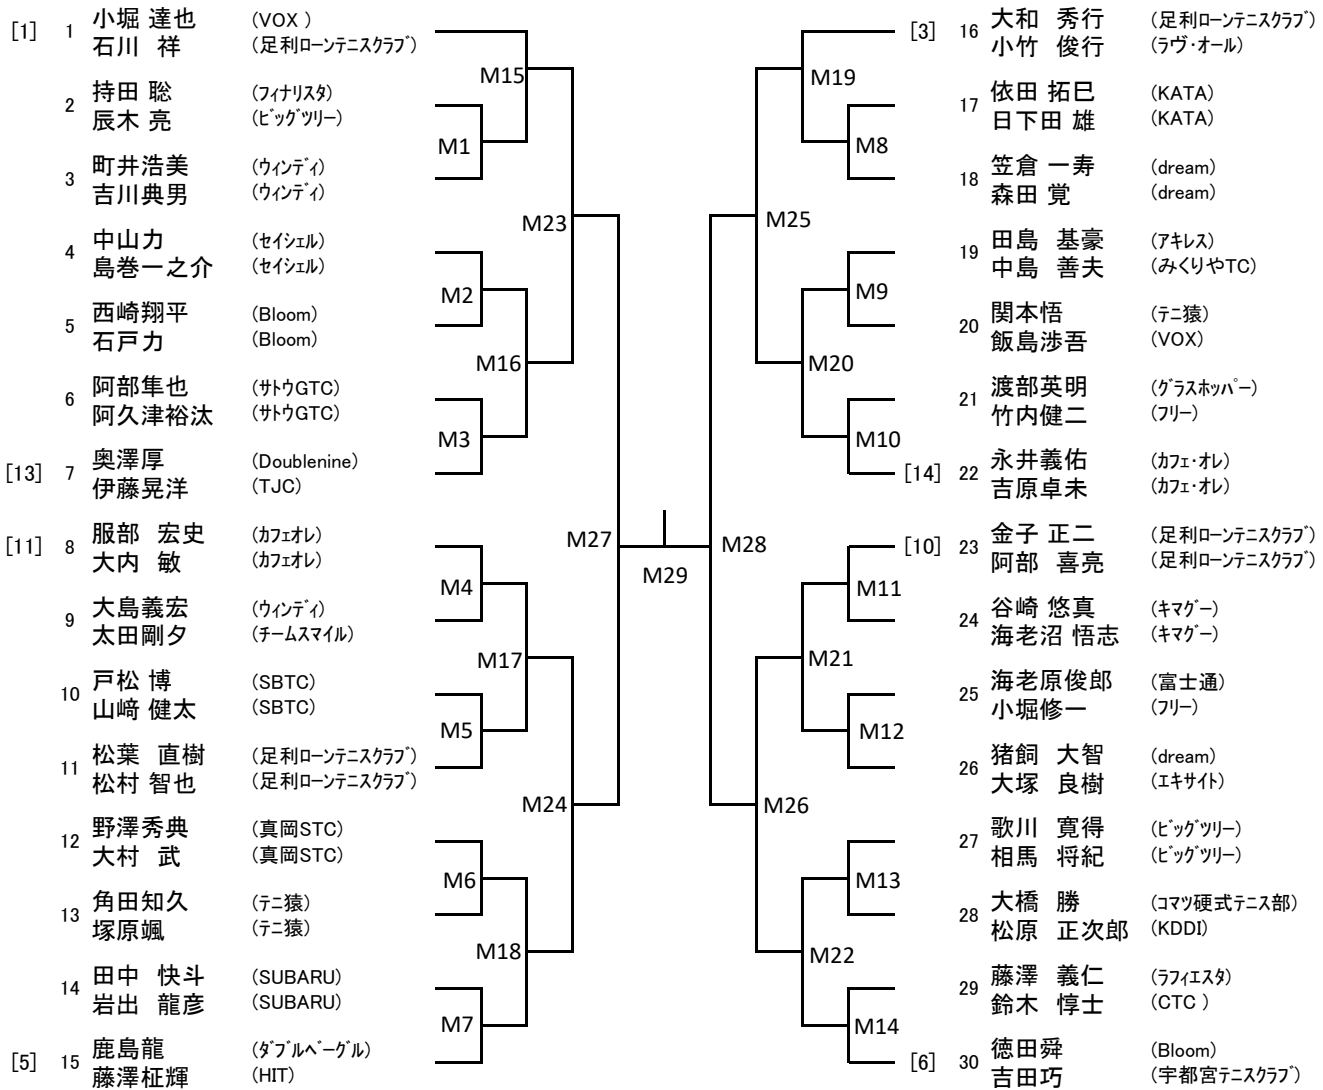 [1] 1 小堀 達也 (VOX )
石川 祥 (足利ローンテニスクラブ)
2 持田 聡 (フィナリスタ)
辰木 亮 (ビッグツリー)
3 町井浩美 (ウィンディ)
吉川典男 (ウィンディ)
4 中山力 (セイシェル)
島巻一之介 (セイシェル)
5 西崎翔平 (Bloom)
石戸力 (Bloom)
6 阿部隼也 (サトウGTC)
阿久津裕汰 (サトウGTC)
[13] 7 奥澤厚 (Doublenine)
伊藤晃洋 (TJC)
[11] 8 服部 宏史 (カフェオレ)
大内 敏 (カフェオレ)
9 大島義宏 (ウィンディ)
太田剛夕 (チームスマイル)
10 戸松 博 (SBTC)
山﨑 健太 (SBTC)
11 松葉 直樹 (足利ローンテニスクラブ)
松村 智也 (足利ローンテニスクラブ)
12 野澤秀典 (真岡STC)
大村 武 (真岡STC)
13 角田知久 (テニ猿)
塚原颯 (テニ猿)
14 田中 快斗 (SUBARU)
岩出 龍彦 (SUBARU)
[5] 15 鹿島龍 (ダブルベーグル)
藤澤柾輝 (HIT)
M15
M1
M23
M2
M16
M3
M27
M4
M17
M5
M24
M6
M18
M7
M29
M19
M8
M25
M9
M20
M10
M28
M11
M21
M12
M26
M13
M22
M14
[3] 16 大和 秀行 (足利ローンテニスクラブ)
小竹 俊行 (ラヴ・オール)
17 依田 拓巳 (KATA)
日下田 雄 (KATA)
18 笠倉 一寿 (dream)
森田 覚 (dream)
19 田島 基豪 (アキレス)
中島 善夫 (みくりやTC)
20 関本悟 (テニ猿)
飯島渉吾 (VOX)
21 渡部英明 (グラスホッパー)
竹内健二 (フリー)
[14] 22 永井義佑 (カフェ・オレ)
吉原卓未 (カフェ・オレ)
[10] 23 金子 正二 (足利ローンテニスクラブ)
阿部 喜亮 (足利ローンテニスクラブ)
24 谷崎 悠真 (キマグー)
海老沼 悟志 (キマグー)
25 海老原俊郎 (富士通)
小堀修一 (フリー)
26 猪飼 大智 (dream)
大塚 良樹 (エキサイト)
27 歌川 寛得 (ビッグツリー)
相馬 将紀 (ビッグツリー)
28 大橋 勝 (コマツ硬式テニス部)
松原 正次郎 (KDDI)
29 藤澤 義仁 (ラフィエスタ)
鈴木 惇士 (CTC )
[6] 30 徳田舜 (Bloom)
吉田巧 (宇都宮テニスクラブ)